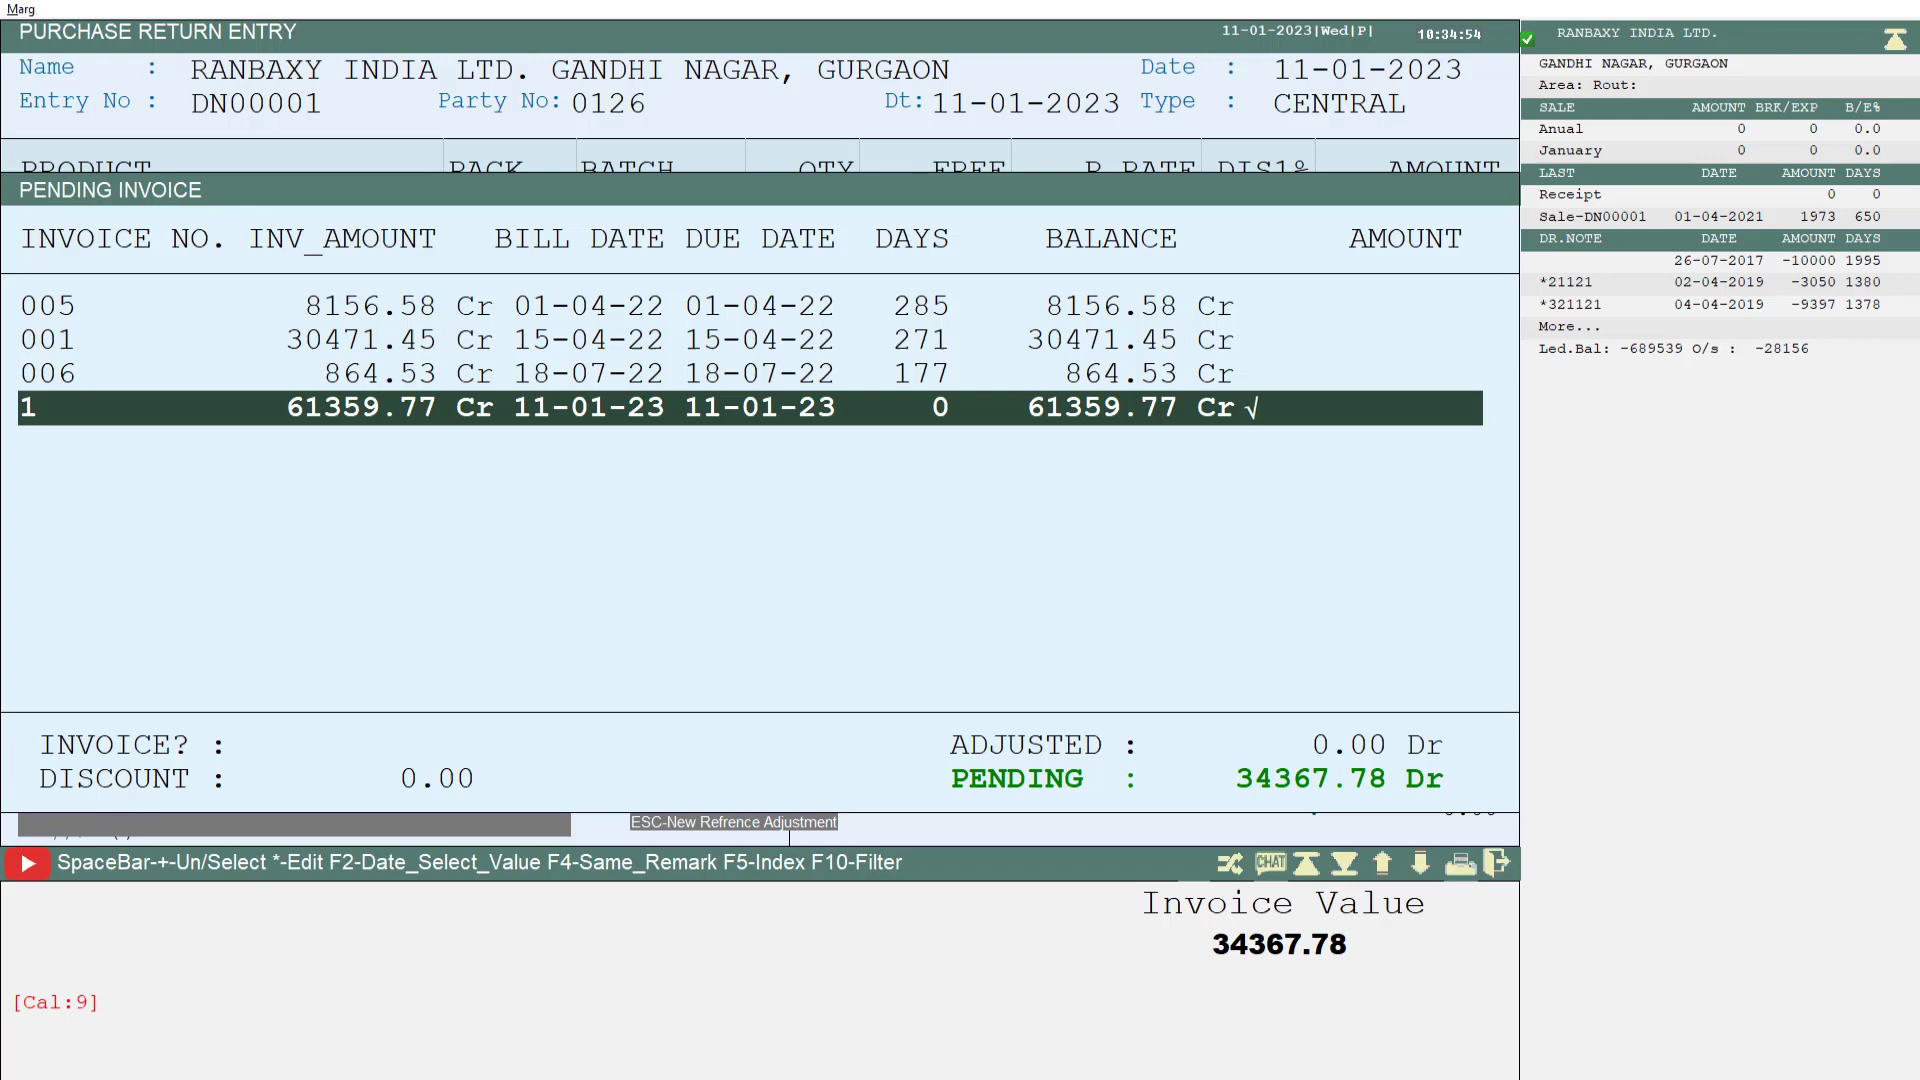 Marg
PURCHASE RETURN ENTRY 11-01-2023|Wed|P| 10:34:54
Name : RANBAXY INDIA LTD. GANDHI NAGAR, GURGAON Date : 11-01-2023
Entry No : DN00001 Party No: 0126 Dt: 11-01-2023 Type : CENTRAL
PRODUCT PACK BATCH QTY FREE P.RATE DIS1% AMOUNT
PENDING INVOICE
INVOICE NO. INV_AMOUNT BILL DATE DUE DATE DAYS BALANCE AMOUNT
005 8156.58 Cr 01-04-22 01-04-22 285 8156.58 Cr
001 30471.45 Cr 15-04-22 15-04-22 271 30471.45 Cr
006 864.53 Cr 18-07-22 18-07-22 177 864.53 Cr
1 61359.77 Cr 11-01-23 11-01-23 0 61359.77 Cr √
INVOICE? : ADJUSTED : 0.00 Dr
DISCOUNT : 0.00 PENDING : 34367.78 Dr
ESC-New Refrence Adjustment
SpaceBar-+-Un/Select *-Edit F2-Date_Select_Value F4-Same_Remark F5-Index F10-Filter CHAT
Invoice Value
34367.78
[Cal:9]
RANBAXY INDIA LTD.
GANDHI NAGAR, GURGAON
Area: Rout:
SALE AMOUNT BRK/EXP B/E%
Anual 0 0 0.0
January 0 0 0.0
LAST DATE AMOUNT DAYS
Receipt 0 0
Sale-DN00001 01-04-2021 1973 650
DR.NOTE DATE AMOUNT DAYS
26-07-2017 -10000 1995
*21121 02-04-2019 -3050 1380
*321121 04-04-2019 -9397 1378
More...
Led.Bal: -689539 O/s : -28156